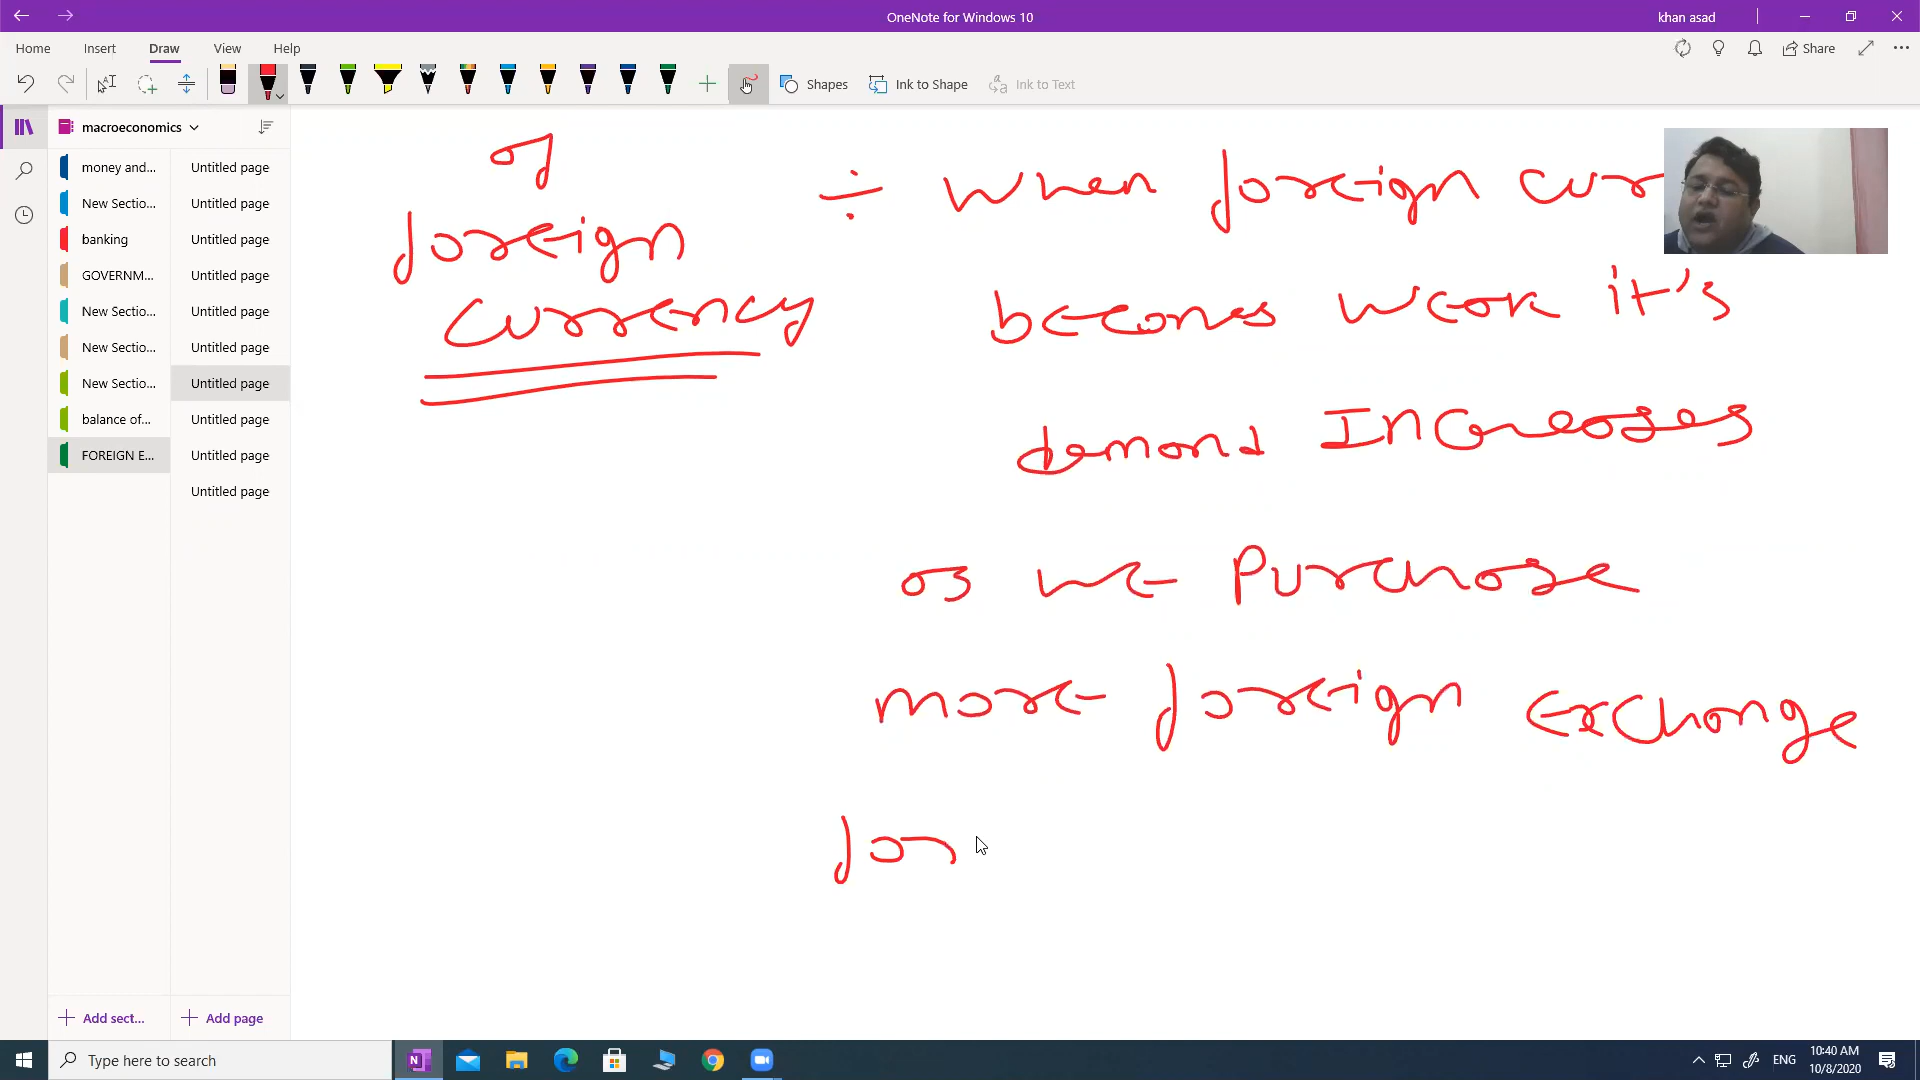 OneNote for Windows 10
khan asad
Home
Insert
Draw
View
Help
Share
Shapes
Ink to Shape
Ink to Text
macroeconomics
money and...
New Sectio...
banking
GOVERNM...
New Sectio...
New Sectio...
New Sectio...
balance of...
FOREIGN E...
Untitled page
Untitled page
Untitled page
Untitled page
Untitled page
Untitled page
Untitled page
Untitled page
Untitled page
Untitled page
of
foreign
currency
÷ when foreign curr
becomes weak it's
demand Increases
as we Purchase
more foreign exchange
for
Add sect...
Add page
Type here to search
ENG
10:40 AM
10/8/2020